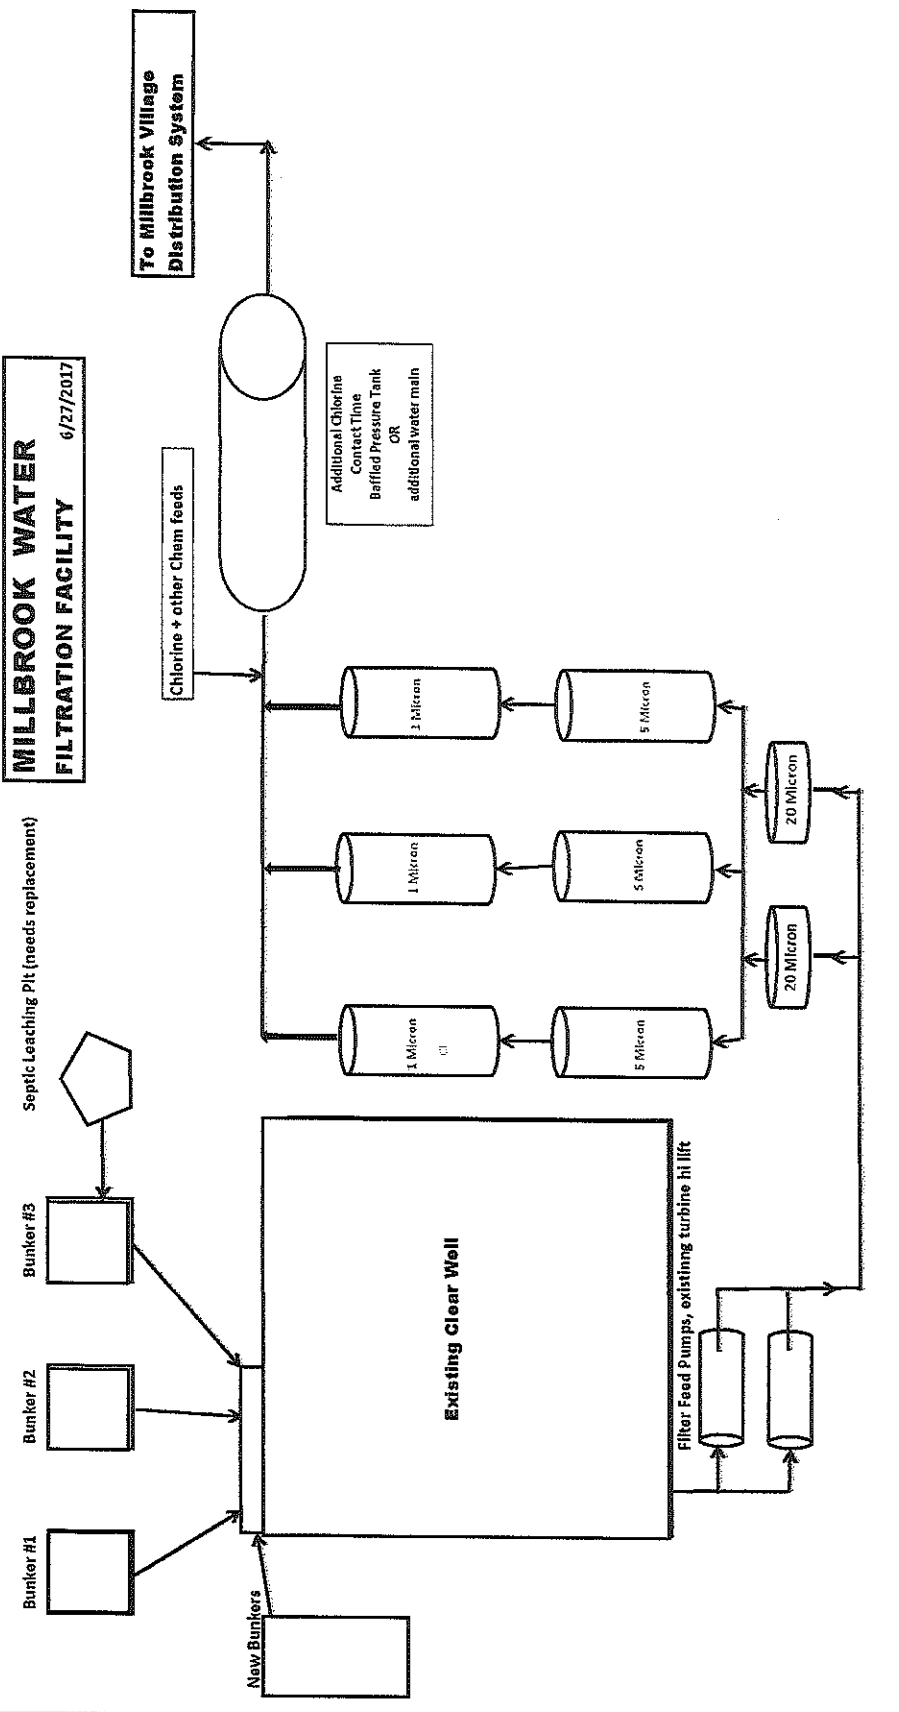 MILLBROOK WATER
FILTRATION FACILITY 6/27/2017
To Millbrook Village
Distribution System
Septic Leaching Pit (needs replacement)
Bunker #1
Bunker #2
Bunker #3
New Bunkers
Existing Clear Well
Filter Feed Pumps, existinng turbine hi lift
Chlorine + other Chem feeds
Additional Chlorine
Contact Time
Baffled Pressure Tank
OR
additional water main
1 Micron
Cl
1 Micron
1 Micron
5 Micron
5 Micron
5 Micron
20 Micron
20 Micron